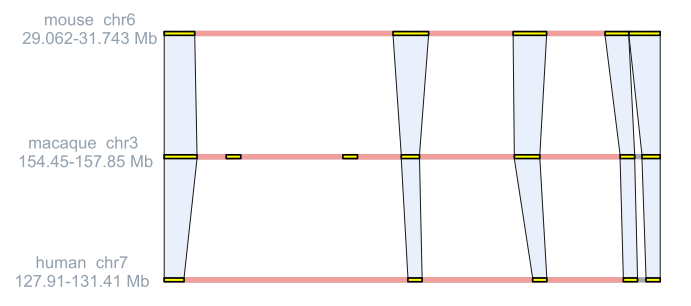 mouse chr6
29.062-31.743 Mb
macaque chr3
154.45-157.85 Mb
human chr7
127.91-131.41 Mb